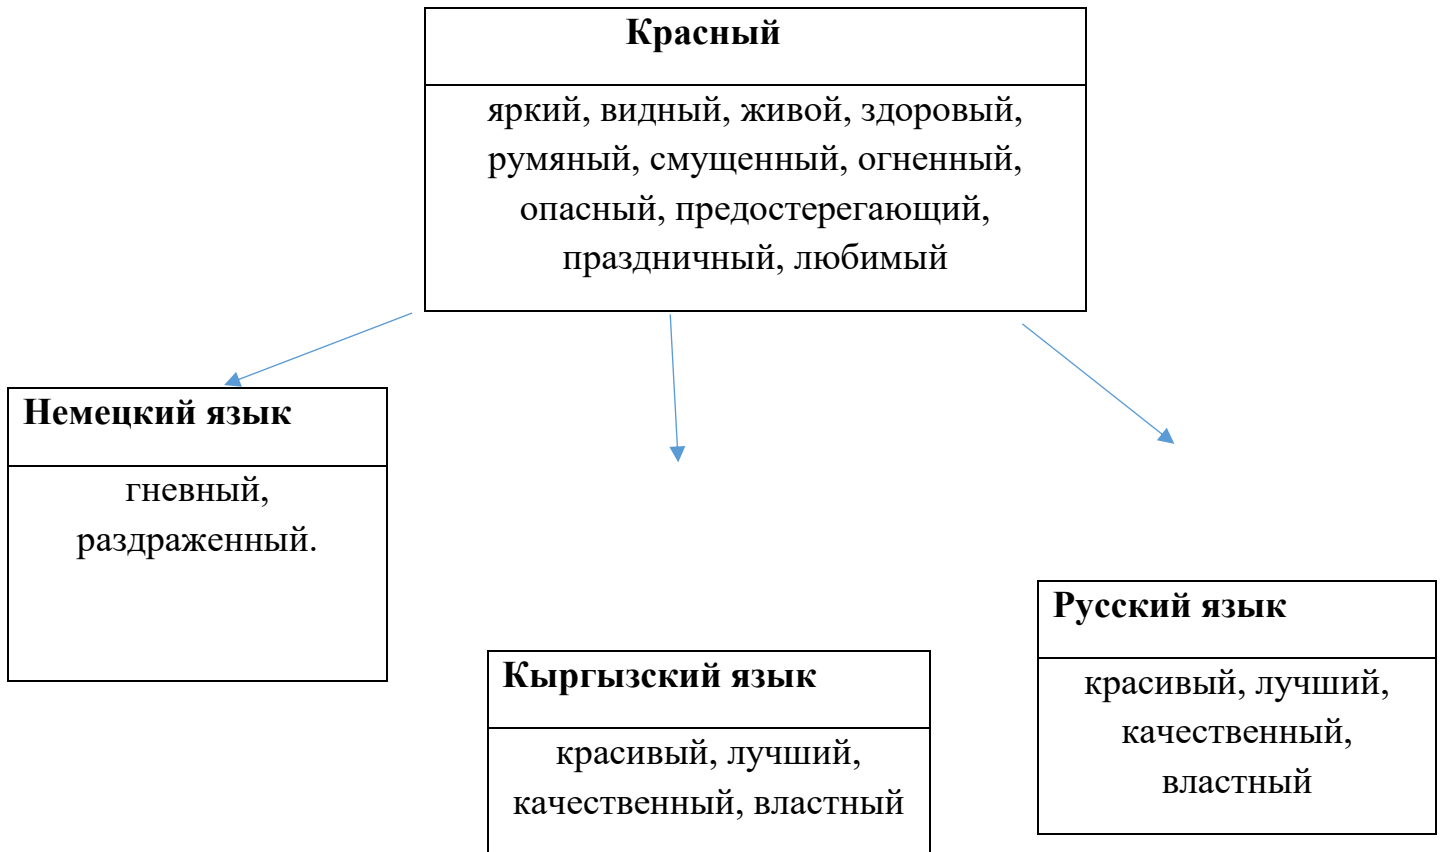 Красный
яркий, видный, живой, здоровый,
румяный, смущенный, огненный,
опасный, предостерегающий,
праздничный, любимый
Немецкий язык
гневный,
раздраженный.
Кыргызский язык
красивый, лучший,
качественный, властный
Русский язык
красивый, лучший,
качественный,
властный